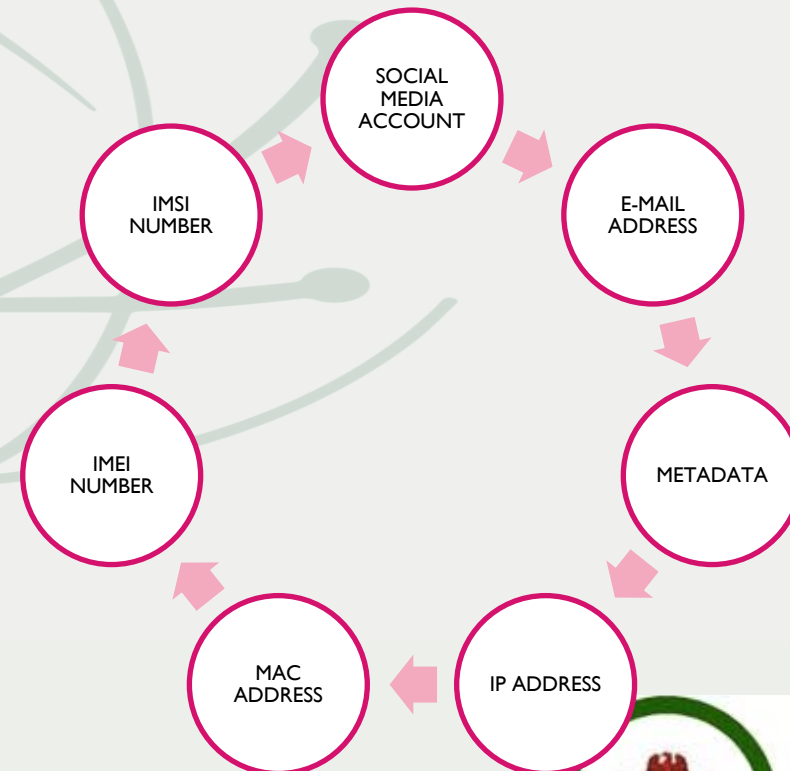 SOCIAL
MEDIA
ACCOUNT
E-MAIL
ADDRESS
METADATA
IP ADDRESS
MAC
ADDRESS
IMEI
NUMBER
IMSI
NUMBER